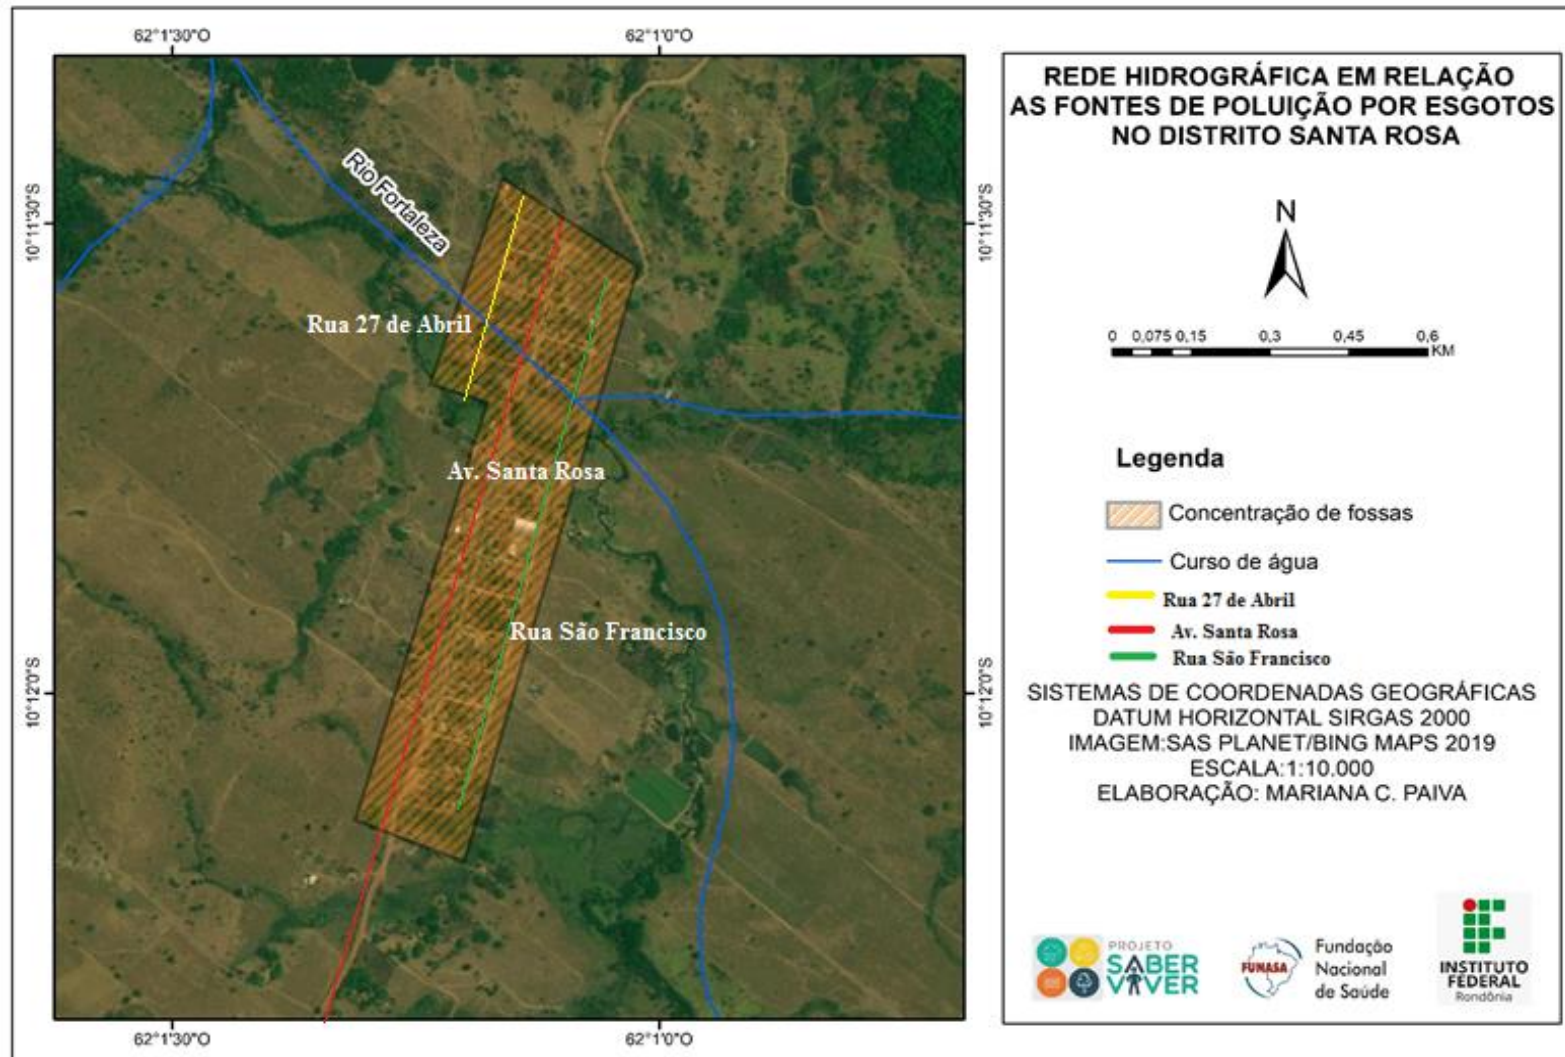 62°1'30"O
62°1'0"O
10°11'30"S
10°11'30"S
Rio Fortaleza
Rua 27 de Abril
Av. Santa Rosa
Rua São Francisco
10°12'0"S
10°12'0"S
62°1'30"O
62°1'0"O
REDE HIDROGRÁFICA EM RELAÇÃO
AS FONTES DE POLUIÇÃO POR ESGOTOS
NO DISTRITO SANTA ROSA
N
0 0,075 0,15 0,3 0,45 0,6
KM
Legenda
Concentração de fossas
Curso de água
Rua 27 de Abril
Av. Santa Rosa
Rua São Francisco
SISTEMAS DE COORDENADAS GEOGRÁFICAS
DATUM HORIZONTAL SIRGAS 2000
IMAGEM:SAS PLANET/BING MAPS 2019
ESCALA:1:10.000
ELABORAÇÃO: MARIANA C. PAIVA
PROJETO
SABER
VIVER
FUNASA
Fundação
Nacional
de Saúde
INSTITUTO
FEDERAL
Rondônia